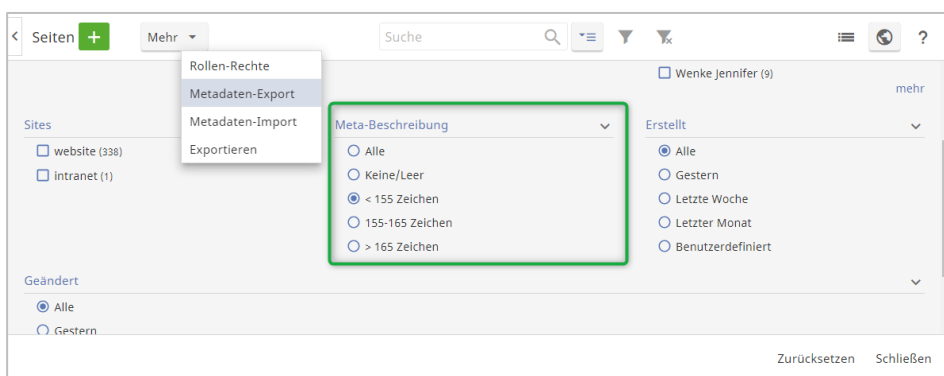 Seiten
Mehr
Suche
?
Rollen-Rechte
Metadaten-Export
Metadaten-Import
Exportieren
Wenke Jennifer (9)
mehr
Sites
website (338)
intranet (1)
Meta-Beschreibung
Alle
Keine/Leer
< 155 Zeichen
155-165 Zeichen
> 165 Zeichen
Erstellt
Alle
Gestern
Letzte Woche
Letzter Monat
Benutzerdefiniert
Geändert
Alle
Gestern
Zurücksetzen Schließen